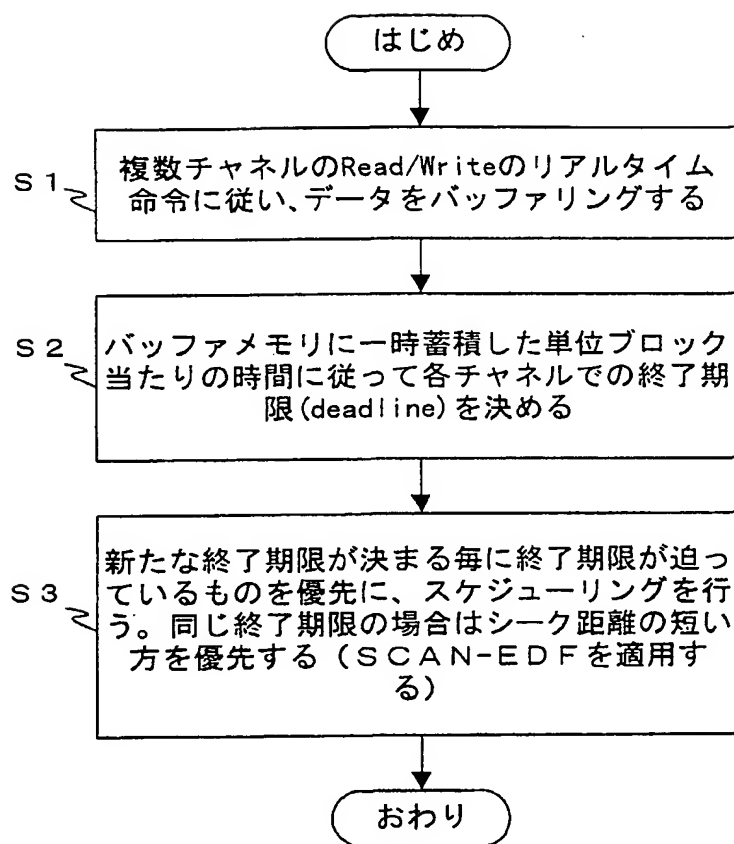 はじめ
S1
複数チャネルのRead/Writeのリアルタイム
命令に従い、データをバッファリングする
S2
バッファメモリに一時蓄積した単位ブロック
当たりの時間に従って各チャネルでの終了期
限(deadline)を決める
S3
新たな終了期限が決まる毎に終了期限が迫っ
ているものを優先に、スケジューリングを行
う。同じ終了期限の場合はシーク距離の短い
方を優先する(SCAN-EDFを適用す
る)
おわり